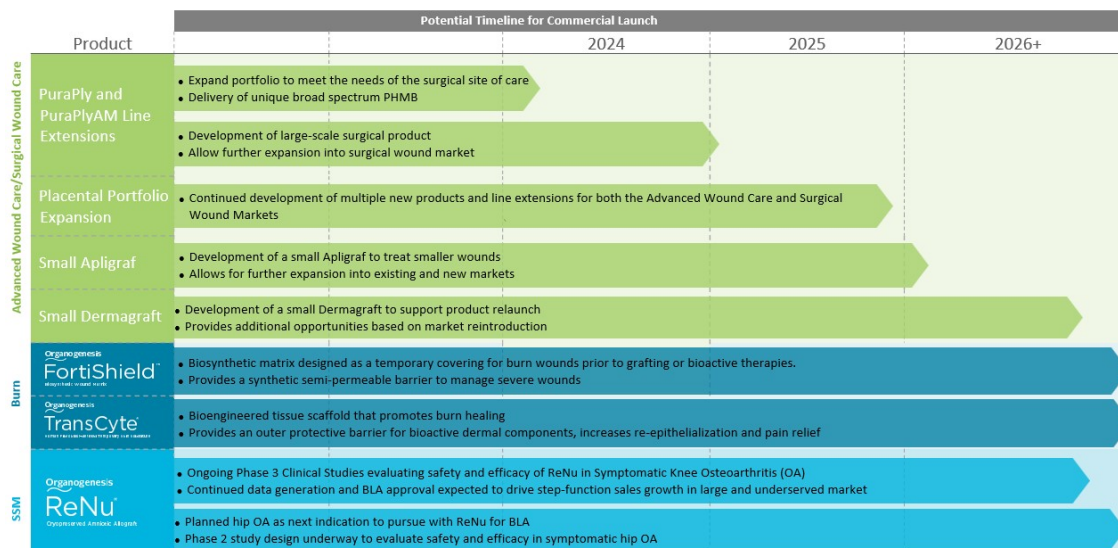 Potential Timeline for Commercial Launch
Product
2024
2025
2026+
Advanced Wound Care/Surgical Wound Care
PuraPly and
PuraPlyAM Line
Extensions
• Expand portfolio to meet the needs of the surgical site of care
• Delivery of unique broad spectrum PHMB
• Development of large-scale surgical product
• Allow further expansion into surgical wound market
Placental Portfolio
Expansion
• Continued development of multiple new products and line extensions for both the Advanced Wound Care and Surgical
Wound Markets
Small Apligraf
• Development of a small Apligraf to treat smaller wounds
• Allows for further expansion into existing and new markets
Small Dermagraft
• Development of a small Dermagraft to support product relaunch
• Provides additional opportunities based on market reintroduction
Burn
Organogenesis
FortiShield™
• Biosynthetic matrix designed as a temporary covering for burn wounds prior to grafting or bioactive therapies.
• Provides a synthetic semi-permeable barrier to manage severe wounds
Organogenesis
TransCyte
• Bioengineered tissue scaffold that promotes burn healing
• Provides an outer protective barrier for bioactive dermal components, increases re-epithelialization and pain relief
SSM
Organogenesis
ReNu
Cryopreserved Amniotic Allograft
• Ongoing Phase 3 Clinical Studies evaluating safety and efficacy of ReNu in Symptomatic Knee Osteoarthritis (OA)
• Continued data generation and BLA approval expected to drive step-function sales growth in large and underserved market
• Planned hip OA as next indication to pursue with ReNu for BLA
• Phase 2 study design underway to evaluate safety and efficacy in symptomatic hip OA